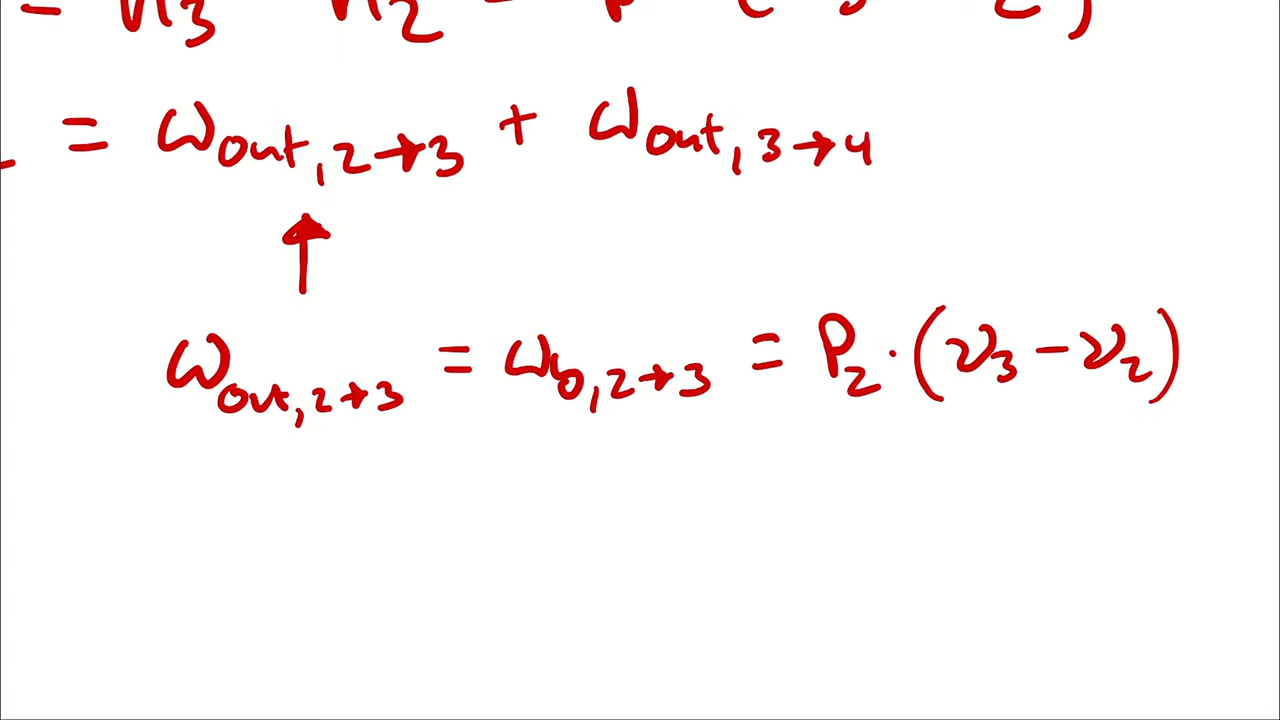 = w_out,2→3 + w_out,3→4
↑
w_out,2→3 = w_b,2→3 = P_2 · (v_3 − v_2)